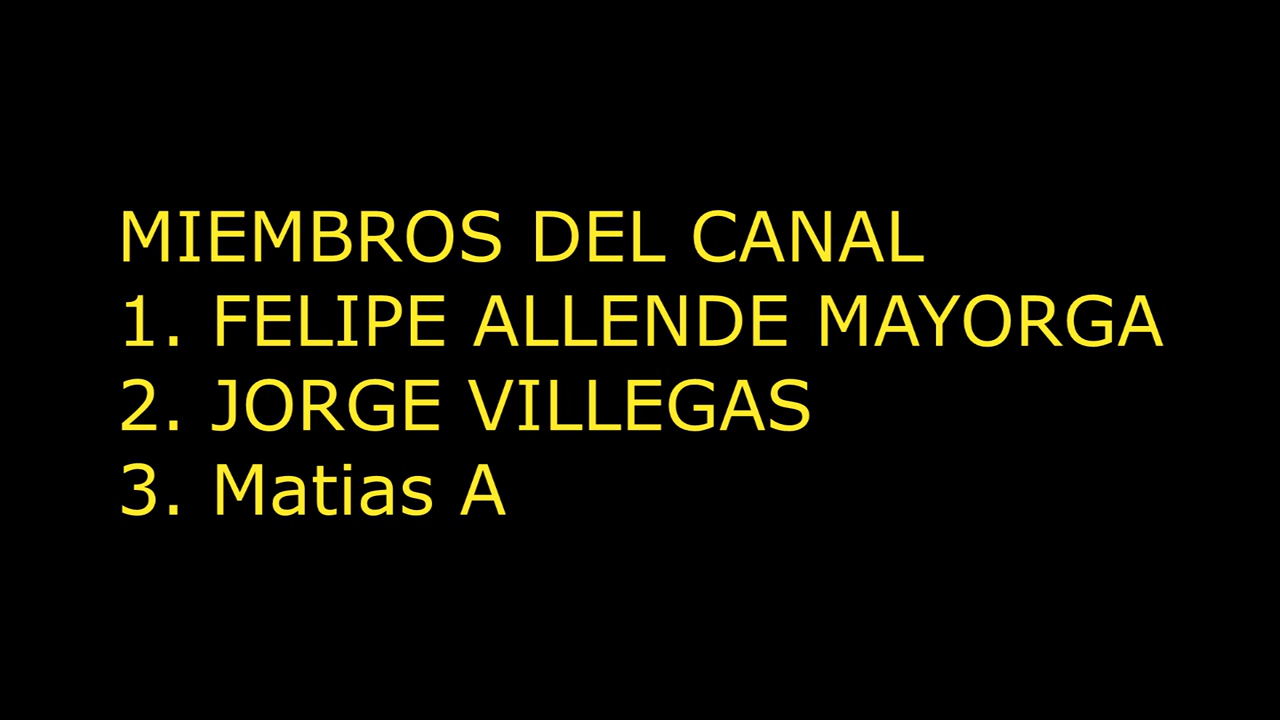 MIEMBROS DEL CANAL
1. FELIPE ALLENDE MAYORGA
2. JORGE VILLEGAS
3. Matias A